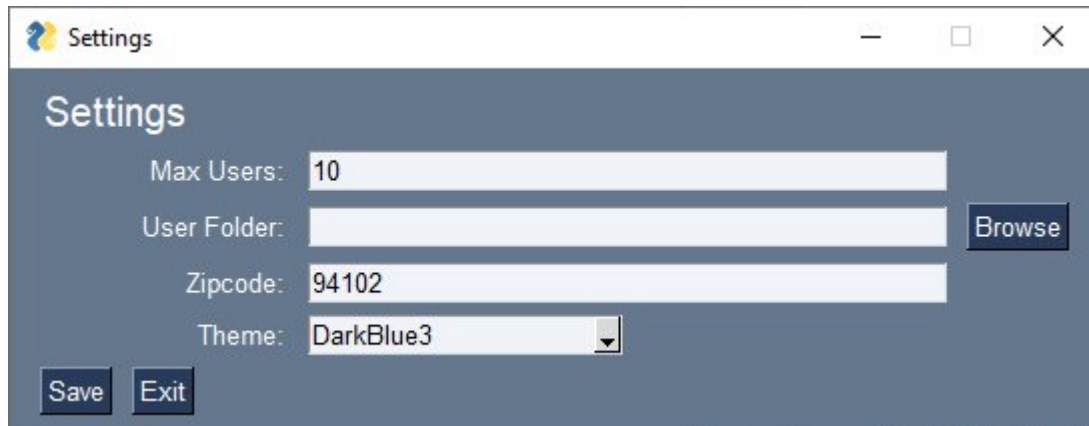 Settings
Settings
Max Users: 10
User Folder: Browse
Zipcode: 94102
Theme: DarkBlue3
Save Exit